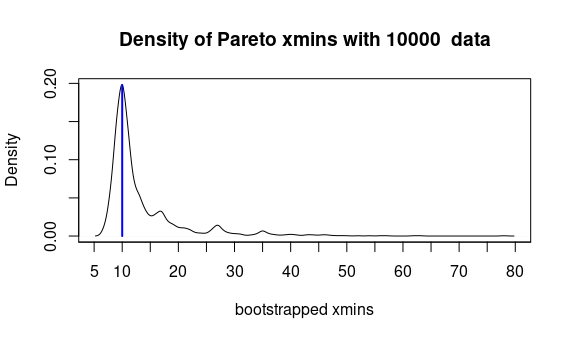 Density of Pareto xmins with 10000  data
Density
0.20
0.10
0.00
5 10 20 30 40 50 60 70 80
bootstrapped xmins